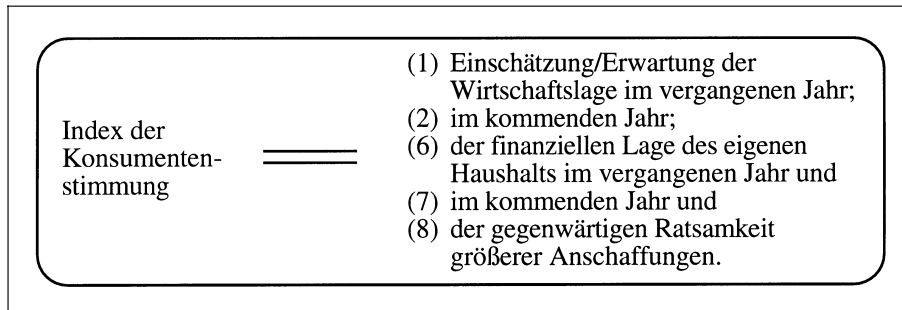 Index der
Konsumenten-
stimmung
(1) Einschätzung/Erwartung der
Wirtschaftslage im vergangenen Jahr;
(2) im kommenden Jahr;
(6) der finanziellen Lage des eigenen
Haushalts im vergangenen Jahr und
(7) im kommenden Jahr und
(8) der gegenwärtigen Ratsamkeit
größerer Anschaffungen.